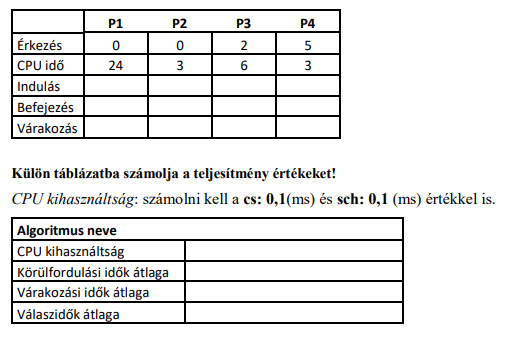 P1 P2 P3 P4
Érkezés 0 0 2 5
CPU idő 24 3 6 3
Indulás
Befejezés
Várakozás
Külön táblázatba számolja a teljesítmény értékeket!
CPU kihasználtság: számolni kell a cs: 0,1(ms) és sch: 0,1 (ms) értékkel is.
Algoritmus neve
CPU kihasználtság
Körülfordulási idők átlaga
Várakozási idők átlaga
Válaszidők átlaga